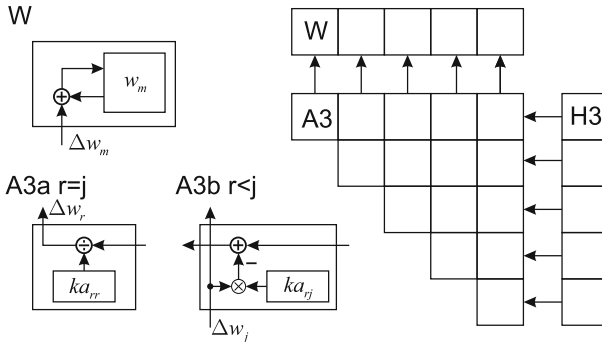 W
w_m
Δw_m
W
A3
H3
A3a r=j
Δw_r
ka_rr
A3b r<j
ka_rj
Δw_j